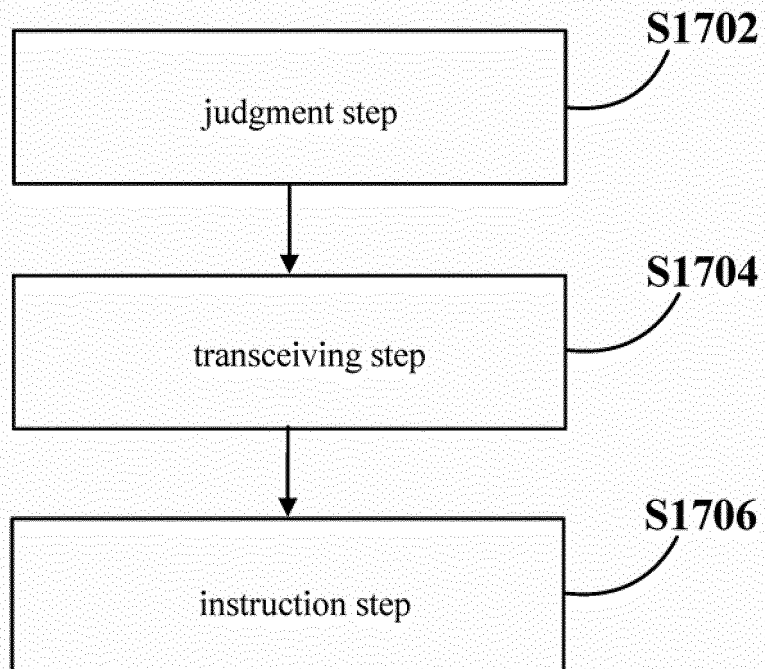 S1702
judgment step
S1704
transceiving step
S1706
instruction step